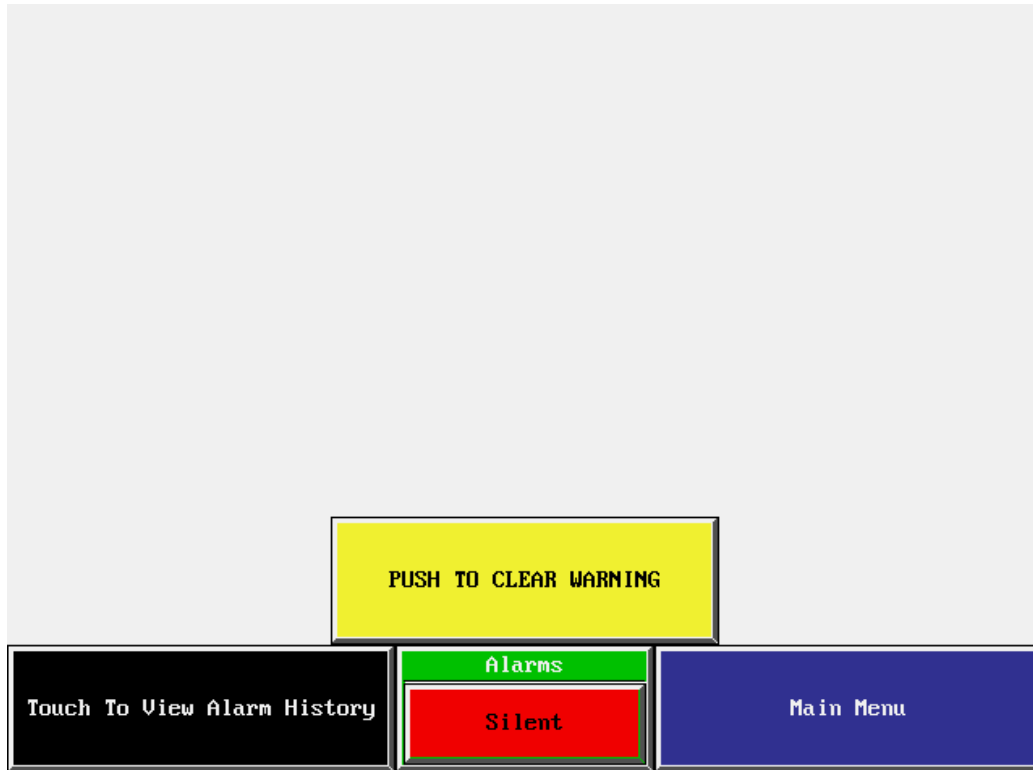 PUSH TO CLEAR WARNING
Touch To View Alarm History
Alarms
Silent
Main Menu